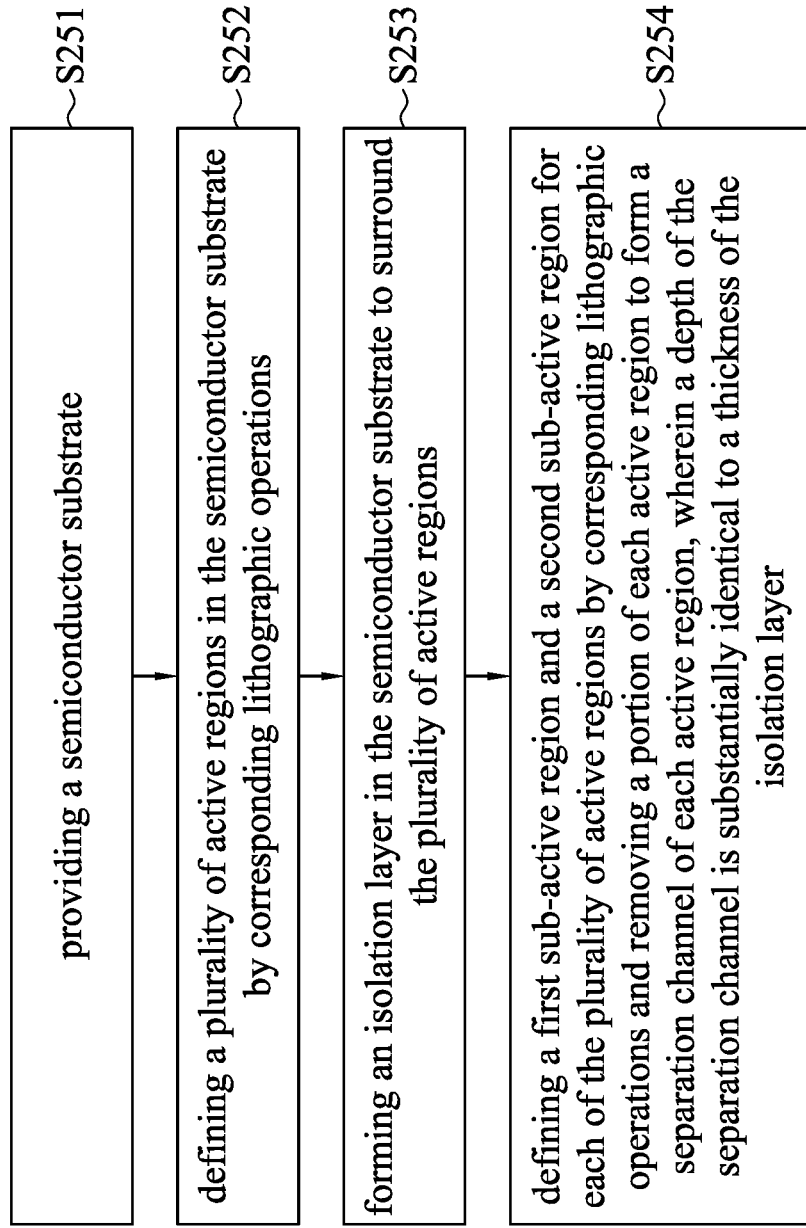 providing a semiconductor substrate
S251
defining a plurality of active regions in the semiconductor substrate
by corresponding lithographic operations
S252
forming an isolation layer in the semiconductor substrate to surround
the plurality of active regions
S253
defining a first sub-active region and a second sub-active region for
each of the plurality of active regions by corresponding lithographic
operations and removing a portion of each active region to form a
separation channel of each active region, wherein a depth of the
separation channel is substantially identical to a thickness of the
isolation layer
S254